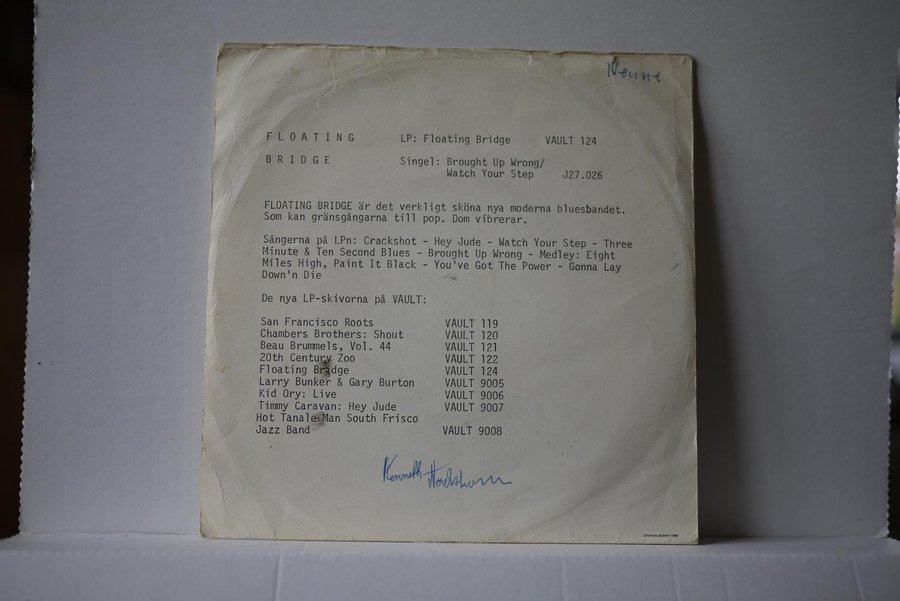 Kenne
FLOATING LP: Floating Bridge VAULT 124
BRIDGE Singel: Brought Up Wrong/
Watch Your Step J27.026
FLOATING BRIDGE är det verkligt sköna nya moderna bluesbandet.
Som kan gränsgångarna till pop. Dom vibrerar.
Sångerna på LPn: Crackshot - Hey Jude - Watch Your Step - Three
Minute & Ten Second Blues - Brought Up Wrong - Medley: Eight
Miles High, Paint It Black - You've Got The Power - Gonna Lay
Down'n Die
De nya LP-skivorna på VAULT:
San Francisco Roots VAULT 119
Chambers Brothers: Shout VAULT 120
Beau Brummels, Vol. 44 VAULT 121
20th Century Zoo VAULT 122
Floating Bridge VAULT 124
Larry Bunker & Gary Burton VAULT 9005
Kid Ory: Live VAULT 9006
Timmy Caravan: Hey Jude VAULT 9007
Hot Tanale Man South Frisco
Jazz Band VAULT 9008
Kenneth